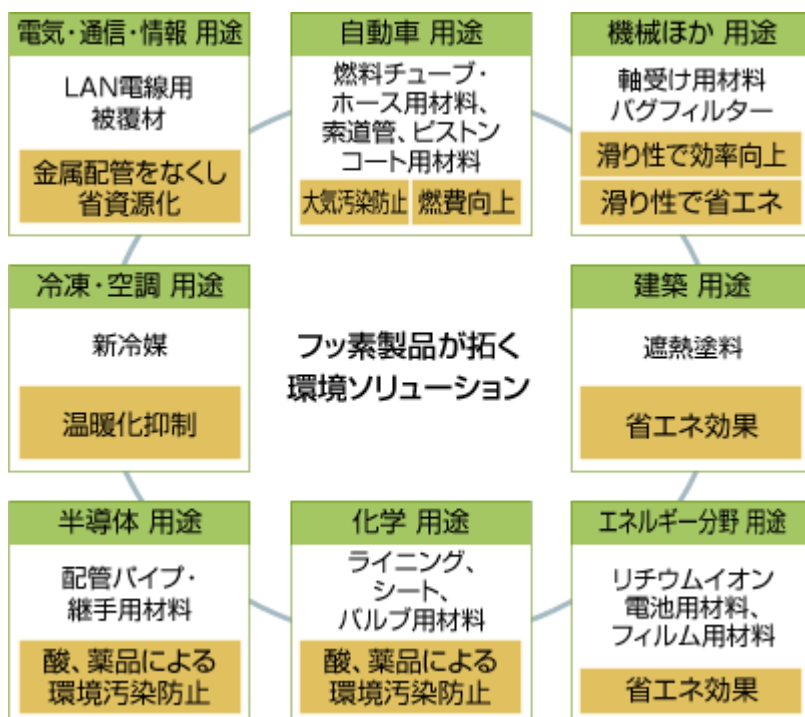 電気・通信・情報 用途
LAN電線用
被覆材
金属配管をなくし
省資源化
自動車 用途
燃料チューブ・
ホース用材料、
索道管、ピストン
コート用材料
大気汚染防止
燃費向上
機械ほか 用途
軸受け用材料
バグフィルター
滑り性で効率向上
滑り性で省エネ
冷凍・空調 用途
新冷媒
温暖化抑制
フッ素製品が拓く
環境ソリューション
建築 用途
遮熱塗料
省エネ効果
半導体 用途
配管パイプ・
継手用材料
酸、薬品による
環境汚染防止
化学 用途
ライニング、
シート、
バルブ用材料
酸、薬品による
環境汚染防止
エネルギー分野 用途
リチウムイオン
電池用材料、
フィルム用材料
省エネ効果